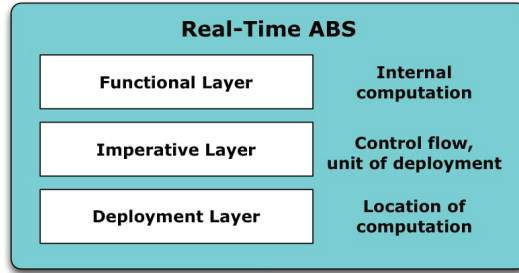 Real-Time ABS
Functional Layer
Internal
computation
Imperative Layer
Control flow,
unit of deployment
Deployment Layer
Location of
computation